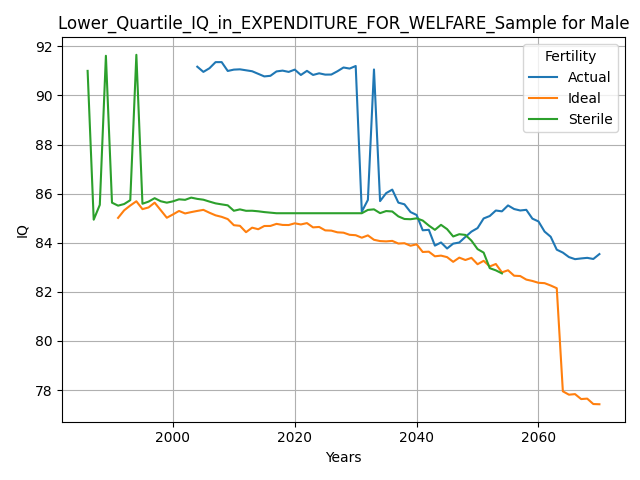 Lower_Quartile_IQ_in_EXPENDITURE_FOR_WELFARE_Sample for Male
Fertility
Actual
Ideal
Sterile
92
90
88
86
84
82
80
78
IQ
2000
2020
2040
2060
Years